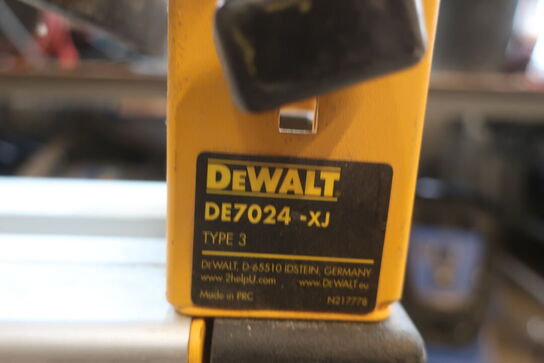 DEWALT
DE7024 -XJ
TYPE 3
DEWALT, D-65510 IDSTEIN, GERMANY
www.2helpU.com www.DEWALT.eu
Made in PRC N217778